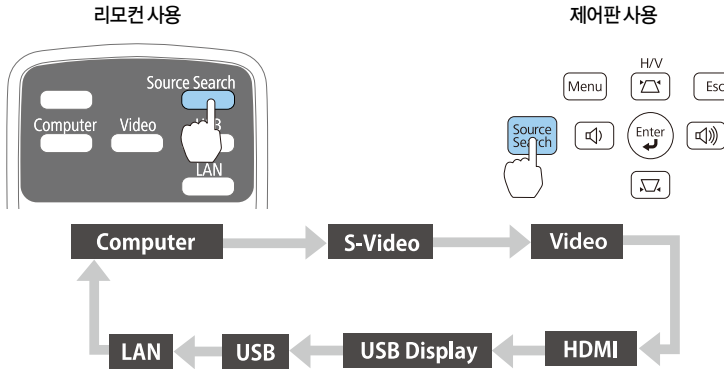 리모컨 사용
제어판 사용
Source Search
Computer Video USB
LAN
H/V
Menu
Esc
Source
Search
Enter
Computer
S-Video
Video
HDMI
USB Display
USB
LAN